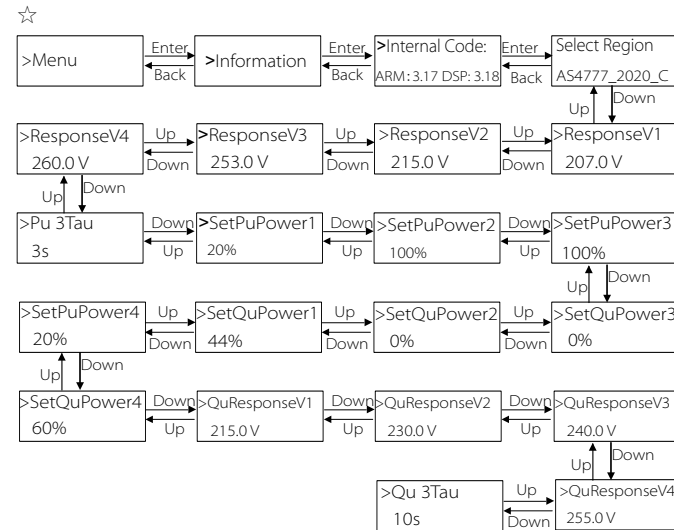 ☆
>Menu
Enter
Back
>Information
Enter
Back
>Internal Code:
ARM: 3.17 DSP: 3.18
Enter
Back
Select Region
AS4777_2020_C
Up
Down
>ResponseV4
260.0 V
Up
Down
>ResponseV3
253.0 V
Up
Down
>ResponseV2
215.0 V
Up
Down
>ResponseV1
207.0 V
Up
Down
>Pu 3Tau
3s
Down
Up
>SetPuPower1
20%
Down
Up
>SetPuPower2
100%
Down
Up
>SetPuPower3
100%
Up
Down
>SetPuPower4
20%
Up
Down
>SetQuPower1
44%
Up
Down
>SetQuPower2
0%
Up
Down
>SetQuPower3
0%
Up
Down
>SetQuPower4
60%
Down
Up
>QuResponseV1
215.0 V
Down
Up
>QuResponseV2
230.0 V
Down
Up
>QuResponseV3
240.0 V
Up
Down
>Qu 3Tau
10s
Up
Down
>QuResponseV4
255.0 V